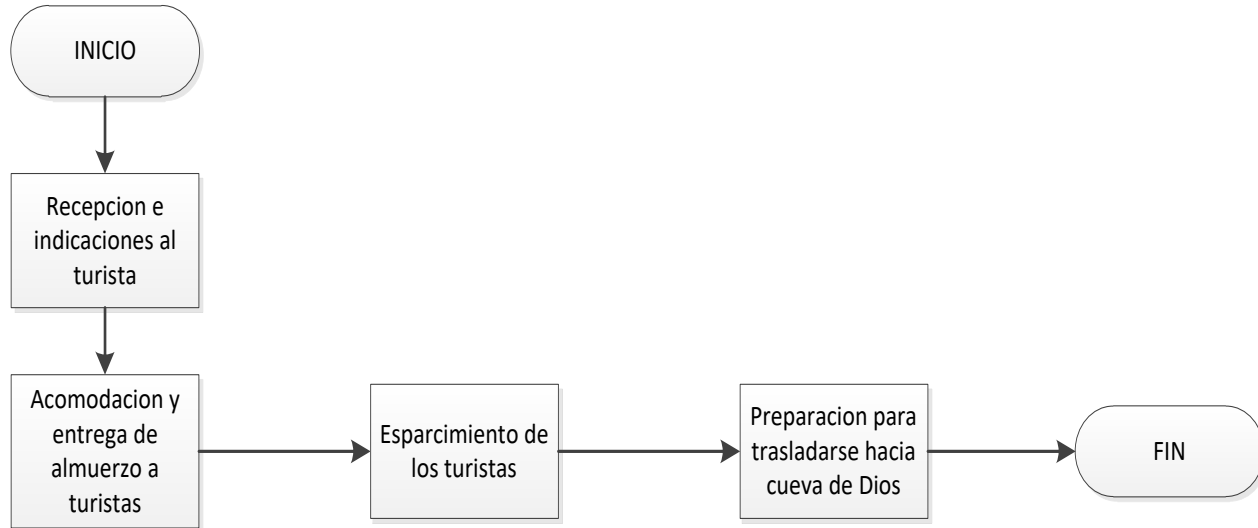 INICIO
Recepcion e
indicaciones al
turista
Acomodacion y
entrega de
almuerzo a
turistas
Esparcimiento de
los turistas
Preparacion para
trasladarse hacia
cueva de Dios
FIN